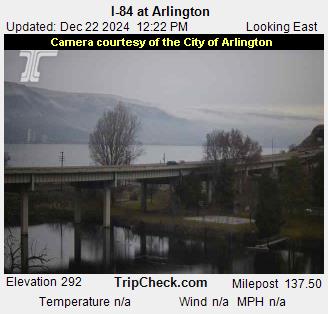 I-84 at Arlington
Updated: Dec 22 2024 12:22 PM Looking East
Camera courtesy of the City of Arlington
Elevation 292 TripCheck.com Milepost 137.50
Temperature n/a Wind n/a MPH n/a